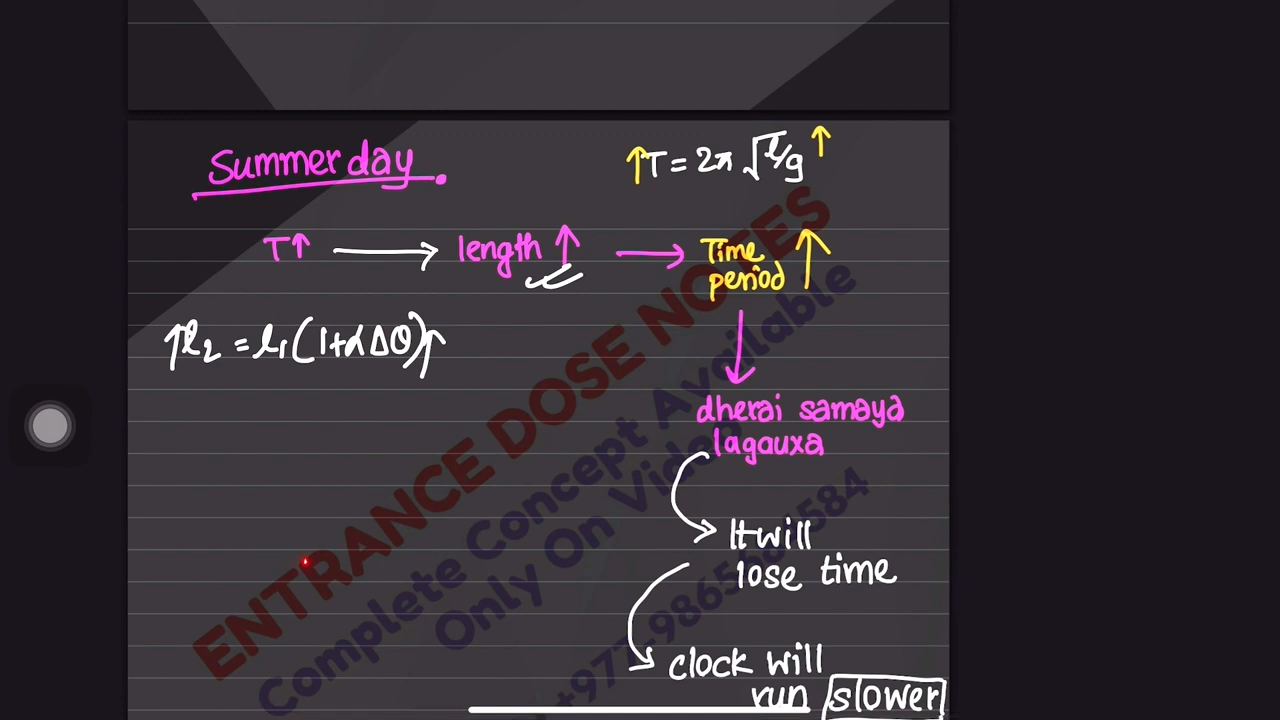 Summer day.
↑T = 2π √l/g ↑
T↑ → length ↑ → Time period ↑
↑l₂ = l₁(1+αΔθ)↑
dherai samaya
lagauxa
It will
lose time
clock will
run slower
ENTRANCE DOSE NOTES
Complete Concept Available
Only On Video